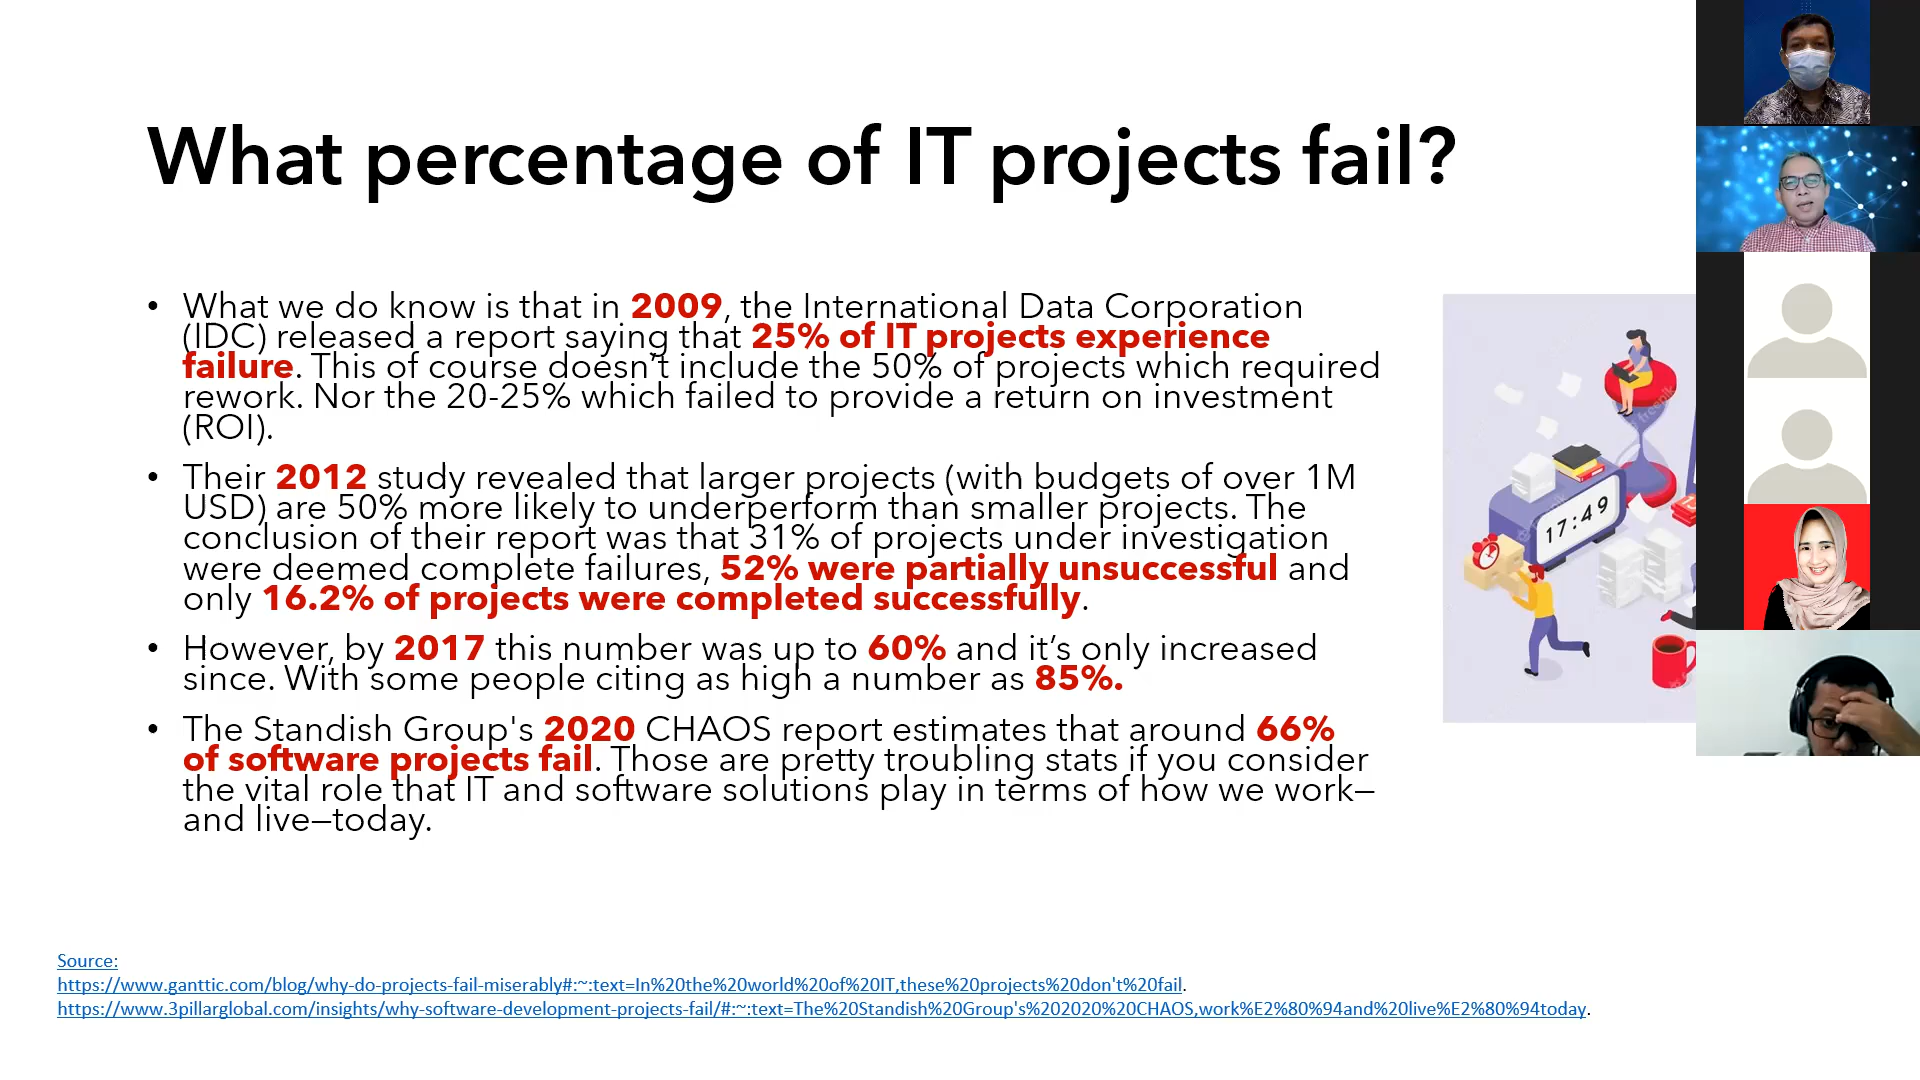 What percentage of IT projects fail?
• What we do know is that in 2009, the International Data Corporation
(IDC) released a report saying that 25% of IT projects experience
failure. This of course doesn’t include the 50% of projects which required
rework. Nor the 20-25% which failed to provide a return on investment
(ROI).
• Their 2012 study revealed that larger projects (with budgets of over 1M
USD) are 50% more likely to underperform than smaller projects. The
conclusion of their report was that 31% of projects under investigation
were deemed complete failures, 52% were partially unsuccessful and
only 16.2% of projects were completed successfully.
• However, by 2017 this number was up to 60% and it’s only increased
since. With some people citing as high a number as 85%.
• The Standish Group's 2020 CHAOS report estimates that around 66%
of software projects fail. Those are pretty troubling stats if you consider
the vital role that IT and software solutions play in terms of how we work—
and live—today.
17:49
Source:
https://www.ganttic.com/blog/why-do-projects-fail-miserably#:~:text=In%20the%20world%20of%20IT,these%20projects%20don't%20fail.
https://www.3pillarglobal.com/insights/why-software-development-projects-fail/#:~:text=The%20Standish%20Group's%202020%20CHAOS,work%E2%80%94and%20live%E2%80%94today.